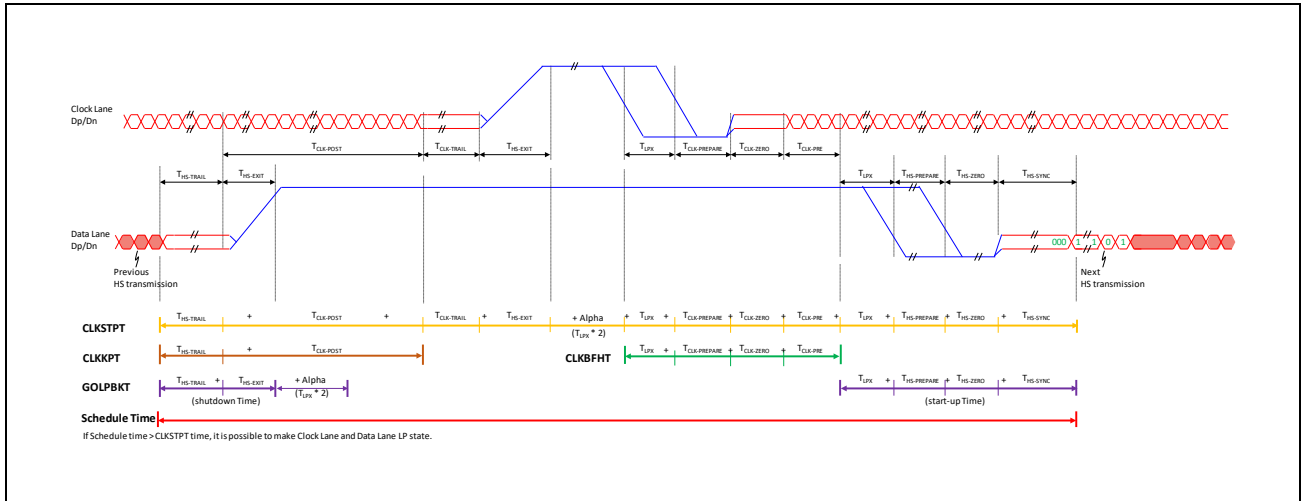 Clock Lane
Dp/Dn
TCLK-POST TCLK-TRAIL THS-EXIT TLPX TCLK-PREPARE TCLK-ZERO TCLK-PRE
THS-TRAIL THS-EXIT TLPX THS-PREPARE THS-ZERO THS-SYNC
Data Lane
Dp/Dn
000 1 1 0 1
Previous
HS transmission
Next
HS transmission
CLKSTPT THS-TRAIL + TCLK-POST + TCLK-TRAIL + THS-EXIT + Alpha + TLPX + TCLK-PREPARE + TCLK-ZERO + TCLK-PRE + TLPX + THS-PREPARE + THS-ZERO + THS-SYNC
(TLPX * 2)
CLKKPT THS-TRAIL + TCLK-POST CLKBFHT TLPX + TCLK-PREPARE + TCLK-ZERO + TCLK-PRE
GOLPBKT THS-TRAIL + THS-EXIT + Alpha TLPX + THS-PREPARE + THS-ZERO + THS-SYNC
(shutdown Time) (TLPX * 2) (start-up Time)
Schedule Time
If Schedule time > CLKSTPT time, it is possible to make Clock Lane and Data Lane LP state.